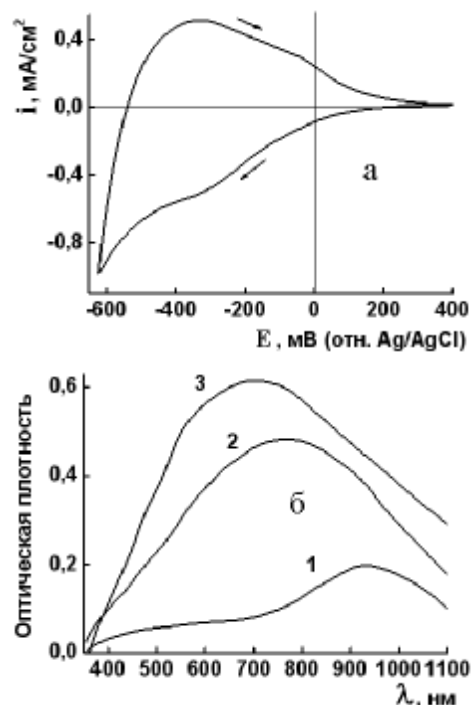 i, мА/см²
0,4
0,0
-0,4
-0,8
а
-600 -400 -200 0 200 400
E, мВ (отн. Ag/AgCl)
Оптическая плотность
0,6
0,4
0,2
0,0
3
2
б
1
400 500 600 700 800 900 1000 1100
λ, нм